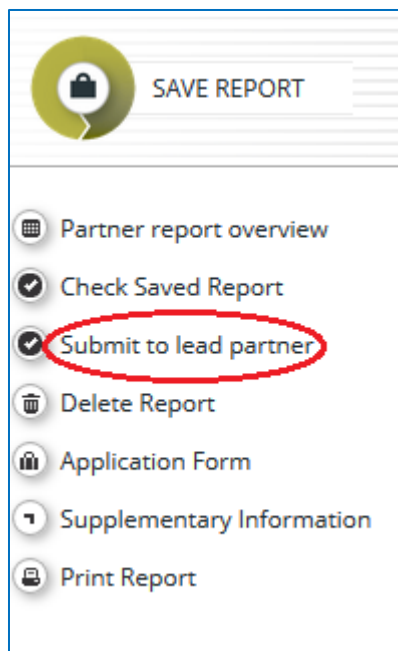 SAVE REPORT
Partner report overview
Check Saved Report
Submit to lead partner
Delete Report
Application Form
Supplementary Information
Print Report